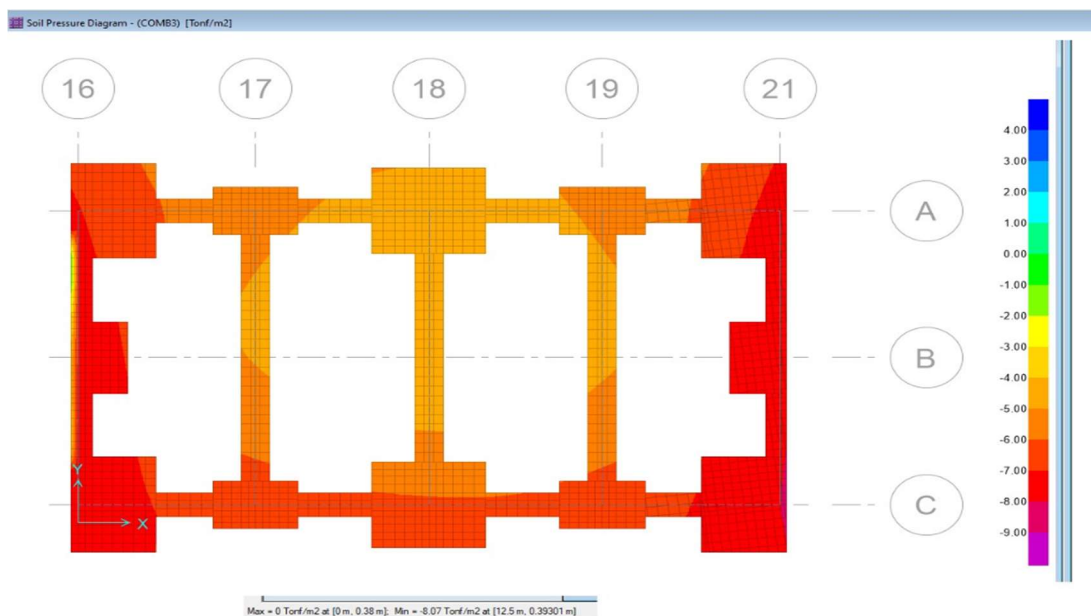 Soil Pressure Diagram - (COMB3) [Tonf/m2]
16 17 18 19 21
A
B
C
4.00
3.00
2.00
1.00
0.00
-1.00
-2.00
-3.00
-4.00
-5.00
-6.00
-7.00
-8.00
-9.00
Y
X
Max = 0 Tonf/m2 at [0 m, 0.38 m]; Min = -8.07 Tonf/m2 at [12.5 m, 0.39301 m]